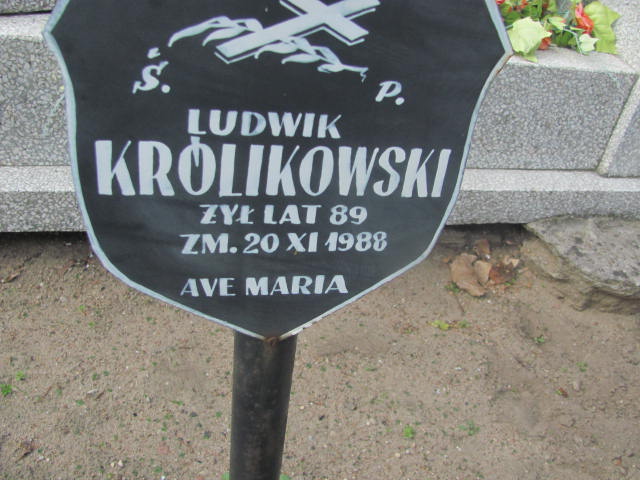 Ś. P.
LUDWIK
KRÓLIKOWSKI
ŻYŁ LAT 89
ZM. 20 XI 1988
AVE MARIA